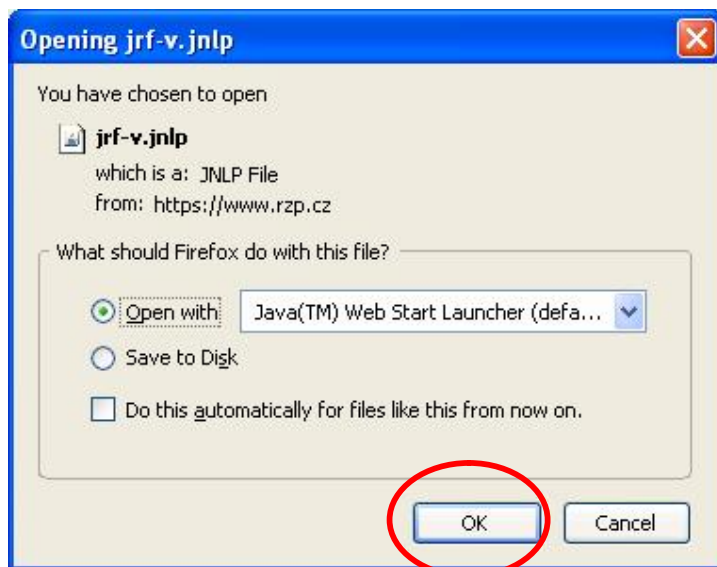 Opening jrf-v.jnlp
You have chosen to open
jrf-v.jnlp
which is a: JNLP File
from: https://www.rzp.cz
What should Firefox do with this file?
Open with Java(TM) Web Start Launcher (defa...
Save to Disk
Do this automatically for files like this from now on.
OK Cancel